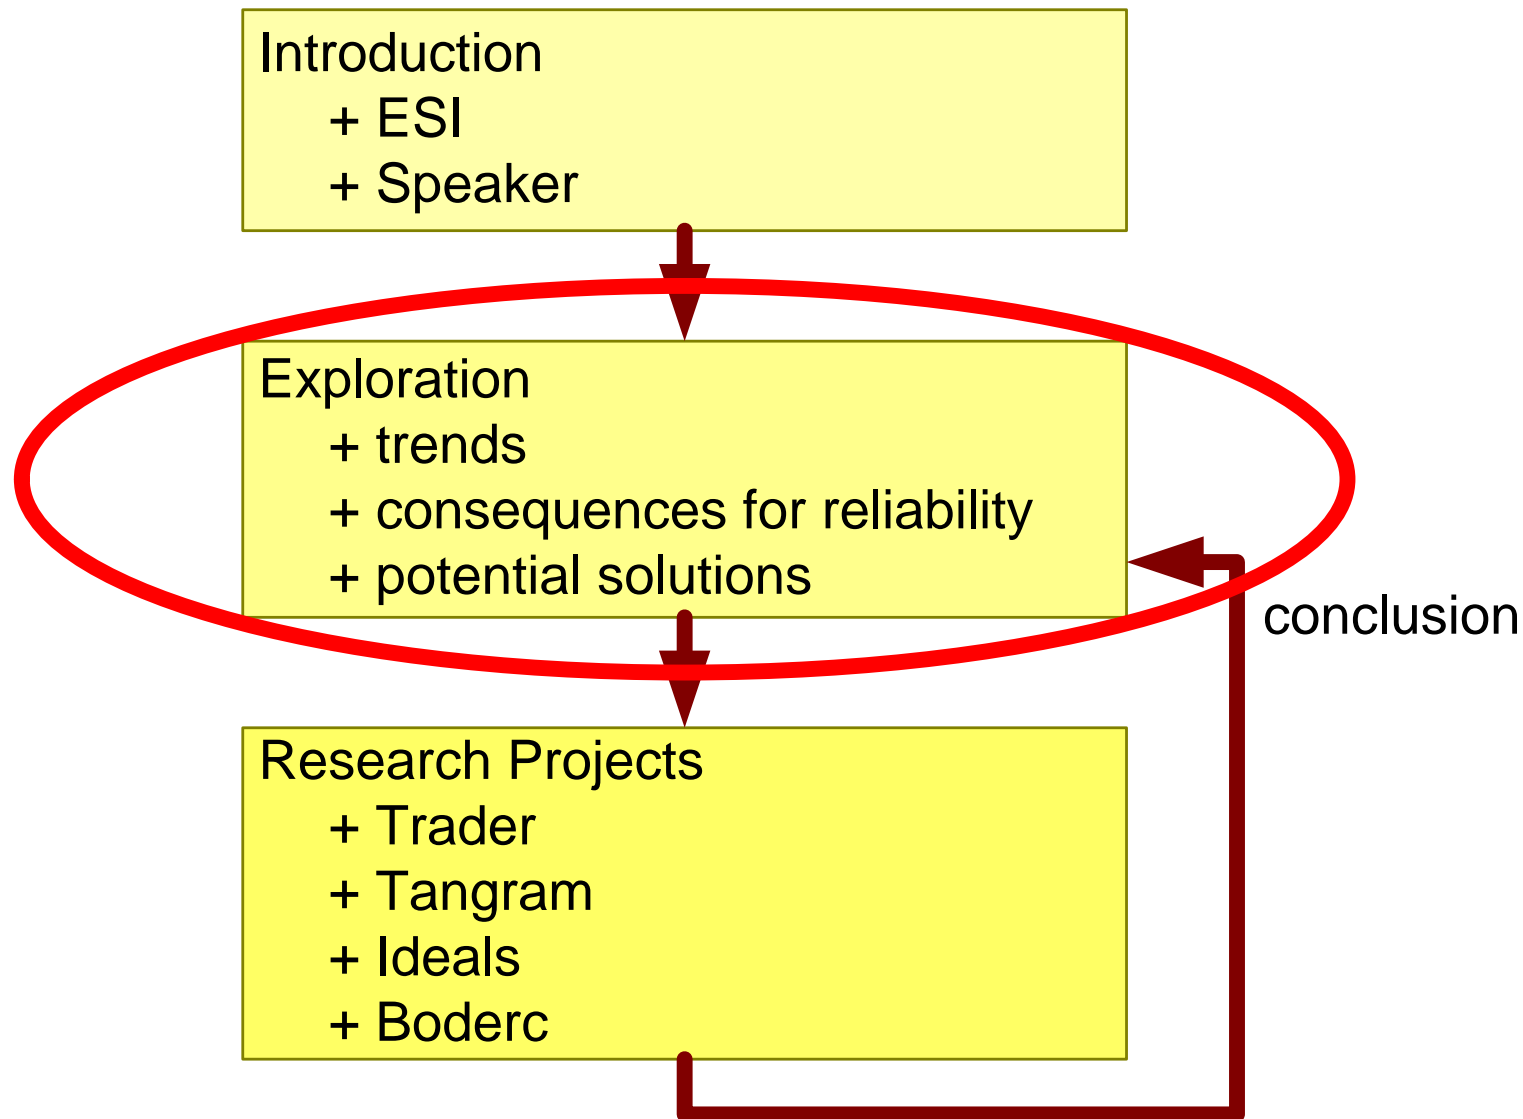 Introduction
+ ESI
+ Speaker
Exploration
+ trends
+ consequences for reliability
+ potential solutions
conclusion
Research Projects
+ Trader
+ Tangram
+ Ideals
+ Boderc